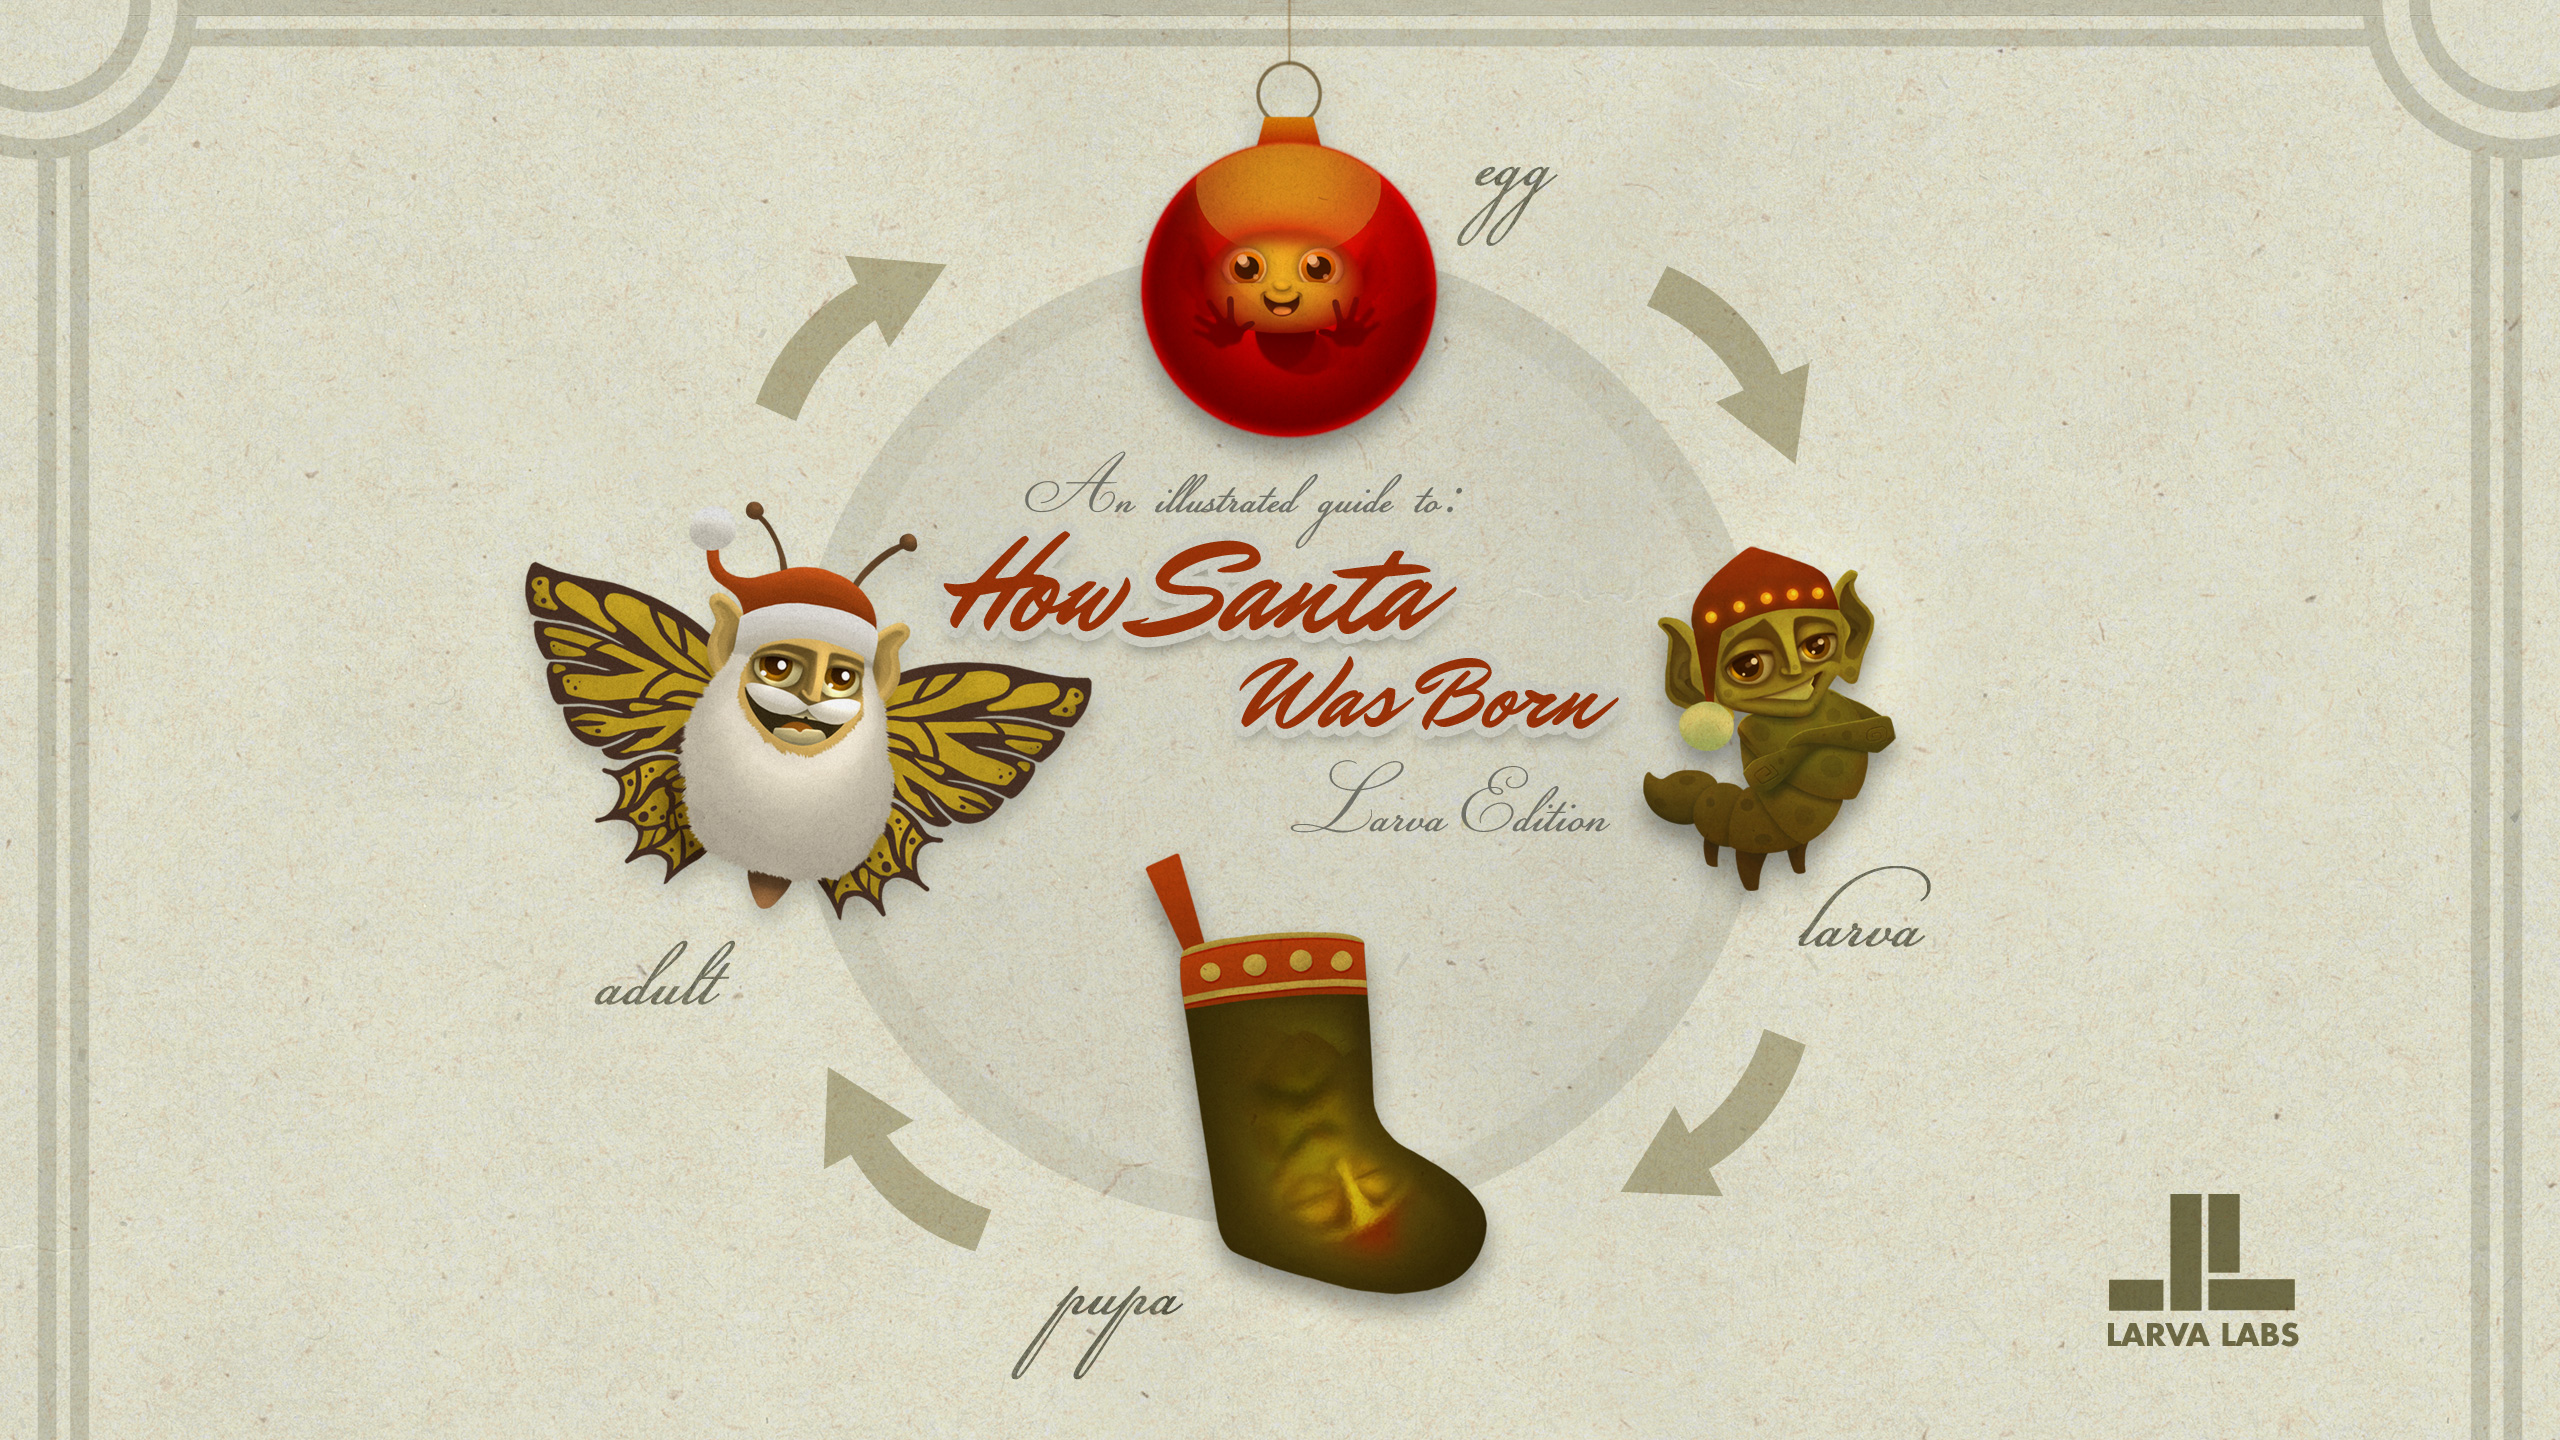 egg
An illustrated guide to:
How Santa
Was Born
Larva Edition
larva
adult
pupa
LARVA LABS